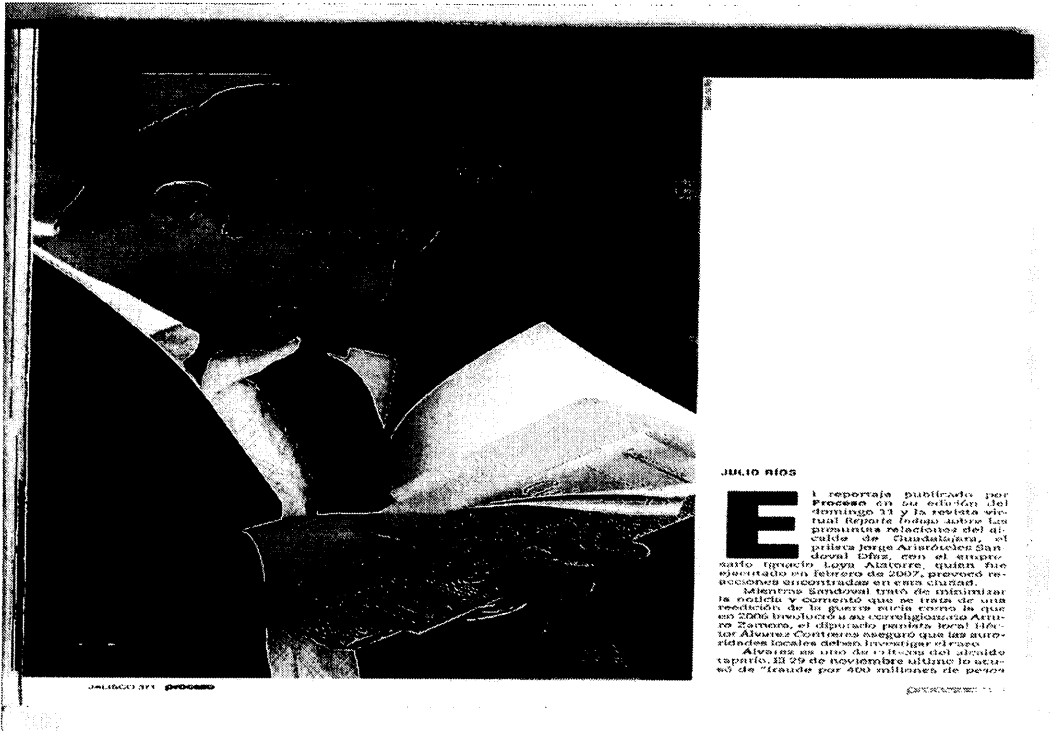 JULIO RÍOS
El reportaje publicado por
Proceso en su edición del
domingo 11 y la revista vir-
tual Reporte Índigo sobre las
presuntas relaciones del al-
calde de Guadalajara, el
priista Jorge Aristóteles San-
doval Díaz, con el empre-
sario Ignacio Loya Alatorre, quien fue
ejecutado en febrero de 2007, provocó re-
acciones encontradas en esta ciudad.
Mientras Sandoval trató de minimizar
la noticia y comentó que se trata de una
reedición de la guerra sucia como la que
en 2006 involucró a su correligionario Artu-
ro Zamora, el diputado panista local Héc-
tor Álvarez Contreras aseguró que las auto-
ridades locales deben investigar el caso.
Álvarez es uno de críticos del alcalde
tapatío. El 29 de noviembre último lo acu-
só de "fraude por 400 millones de pesos
JALISCO 371 proceso
proceso